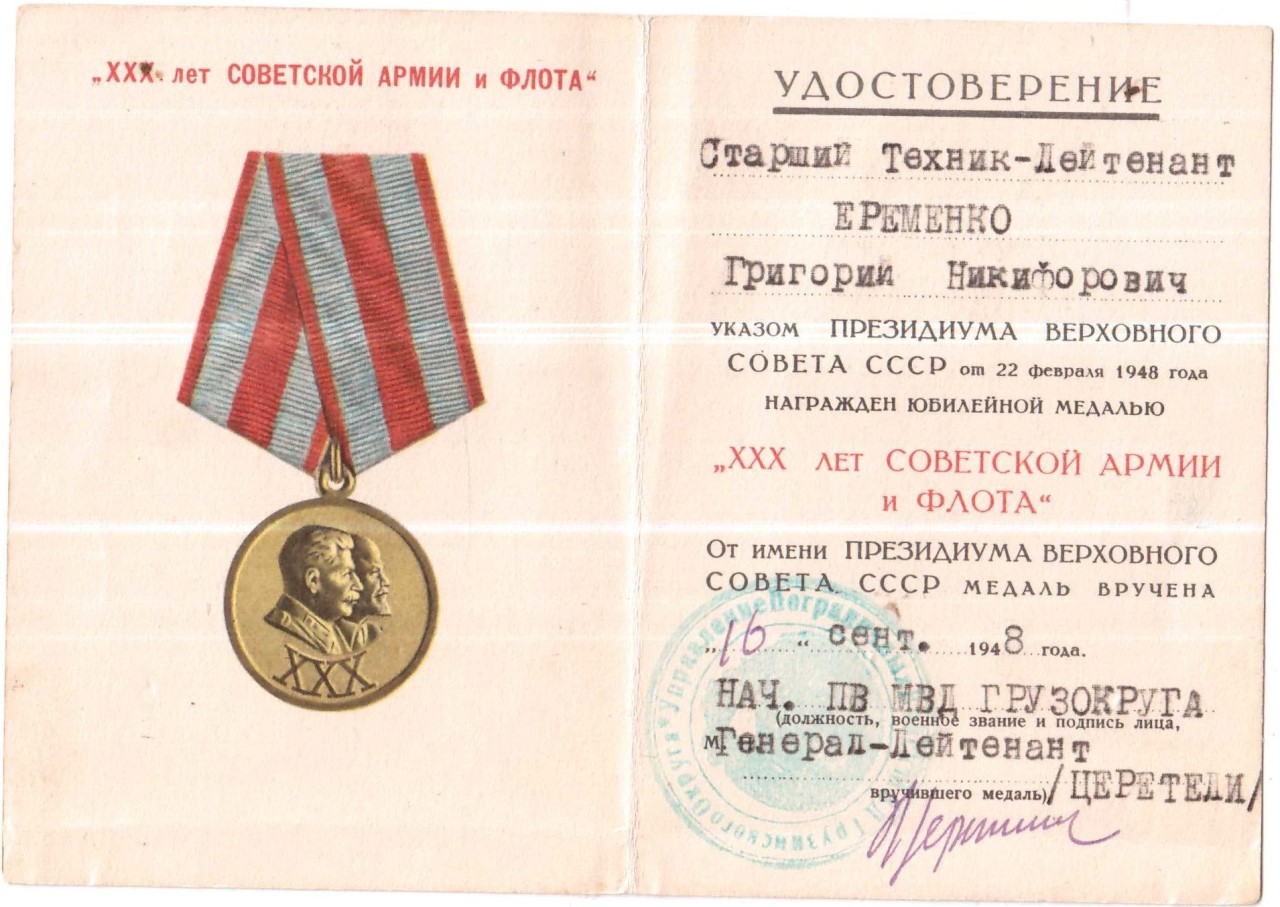 „XXX лет СОВЕТСКОЙ АРМИИ и ФЛОТА“
XXX
УДОСТОВЕРЕНИЕ
Старший Техник-Лейтенант
ЕРЕМЕНКО
Григорий Никифорович
УКАЗОМ ПРЕЗИДИУМА ВЕРХОВНОГО
СОВЕТА СССР от 22 февраля 1948 года
НАГРАЖДЕН ЮБИЛЕЙНОЙ МЕДАЛЬЮ
„XXX ЛЕТ СОВЕТСКОЙ АРМИИ
и ФЛОТА“
От имени ПРЕЗИДИУМА ВЕРХОВНОГО
СОВЕТА СССР МЕДАЛЬ ВРУЧЕНА
„16“ сент. 1948 года.
НАЧ. ПВ МВД ГРУЗОКРУГА
(должность, военное звание и подпись лица,
М. Генерал-Лейтенант
вручившего медаль) /ЦЕРЕТЕЛИ/
Управление Грузинского Округа